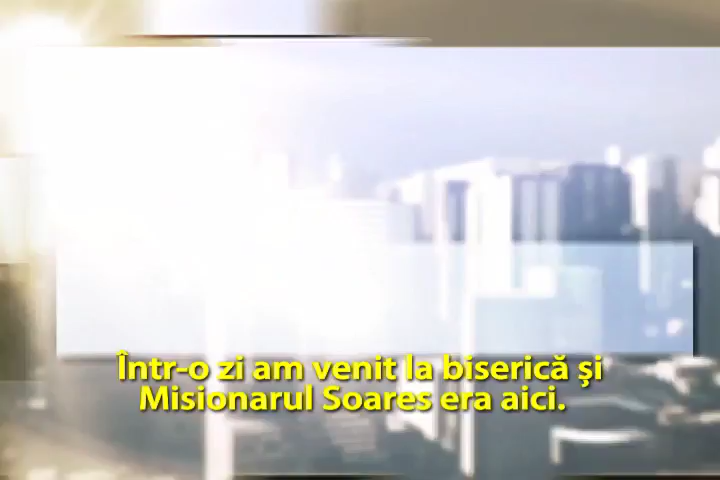 Într-o zi am venit la biserică şi
Misionarul Soares era aici.